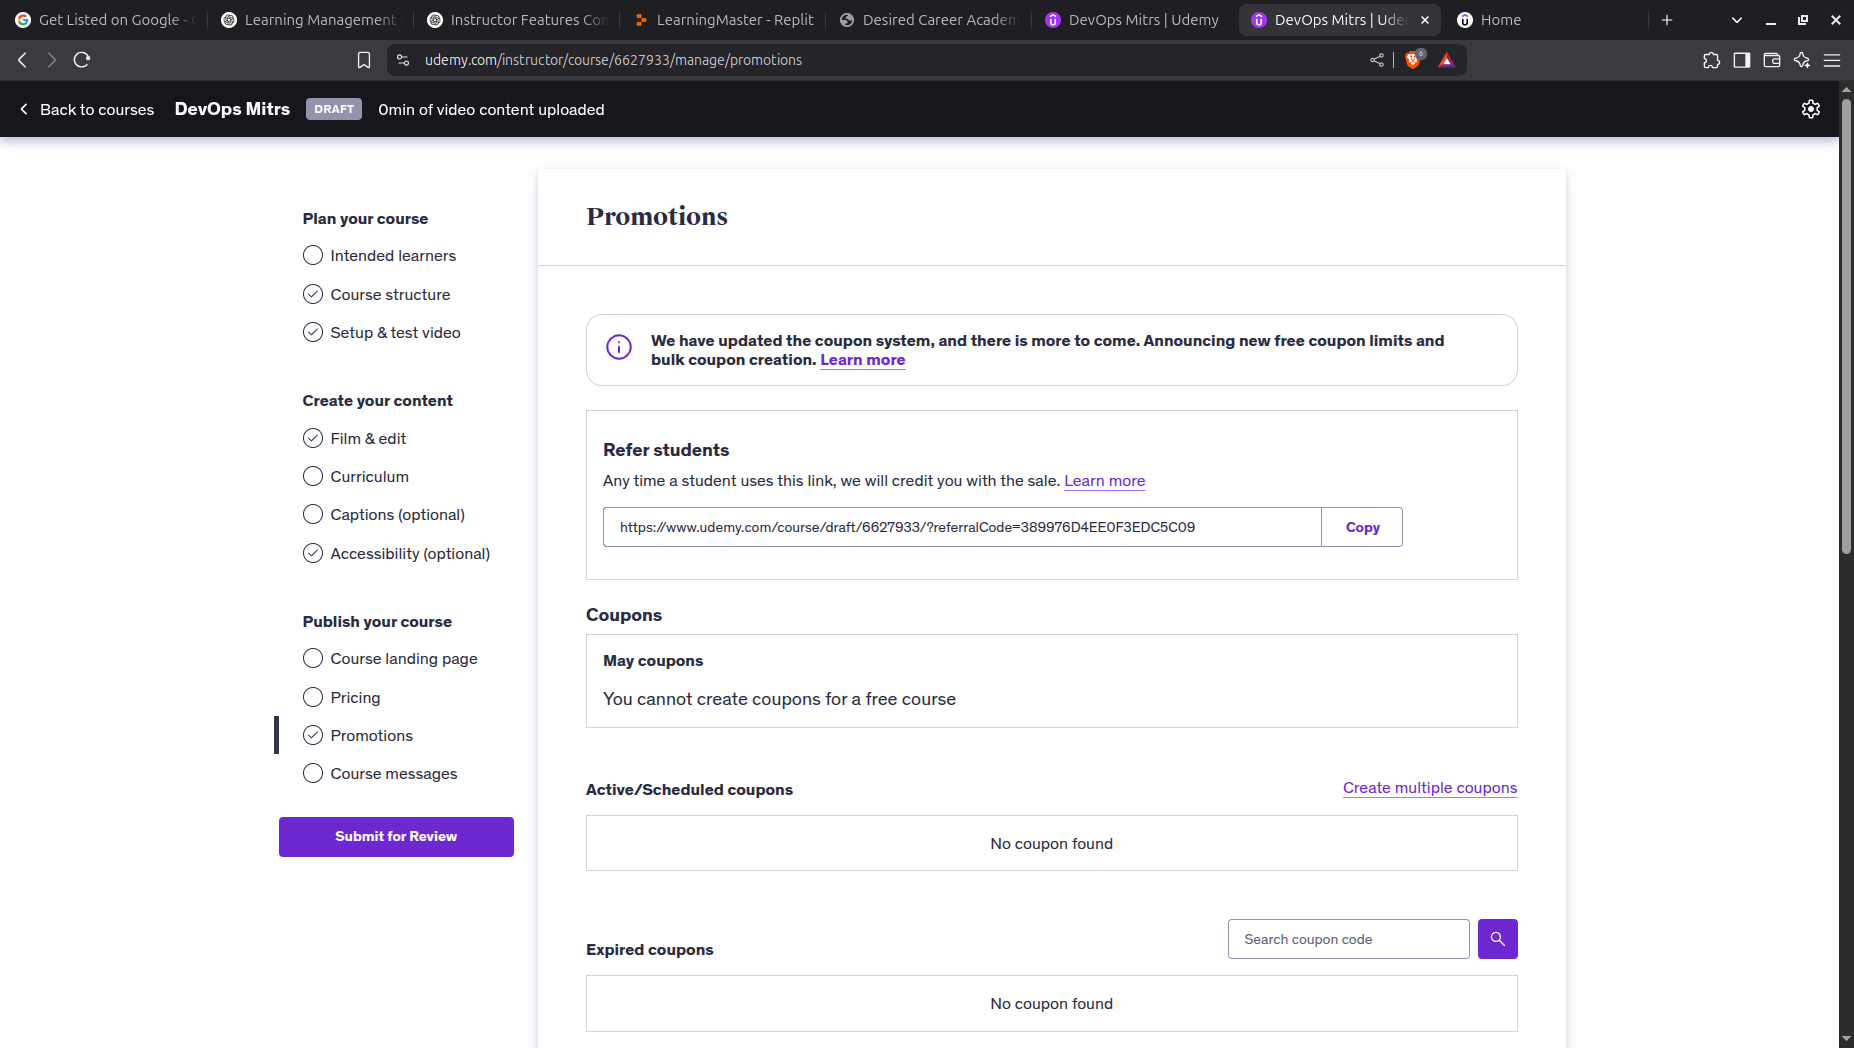 Get Listed on Google -
Learning Management
Instructor Features Con
LearningMaster - Replit
Desired Career Academ
DevOps Mitrs | Udemy
DevOps Mitrs | Ude
Home
udemy.com/instructor/course/6627933/manage/promotions
6
Back to courses
DevOps Mitrs
DRAFT
0min of video content uploaded
Plan your course
Intended learners
Course structure
Setup & test video
Create your content
Film & edit
Curriculum
Captions (optional)
Accessibility (optional)
Publish your course
Course landing page
Pricing
Promotions
Course messages
Submit for Review
Promotions
We have updated the coupon system, and there is more to come. Announcing new free coupon limits and
bulk coupon creation. Learn more
Refer students
Any time a student uses this link, we will credit you with the sale. Learn more
https://www.udemy.com/course/draft/6627933/?referralCode=389976D4EE0F3EDC5C09
Copy
Coupons
May coupons
You cannot create coupons for a free course
Active/Scheduled coupons
Create multiple coupons
No coupon found
Expired coupons
Search coupon code
No coupon found